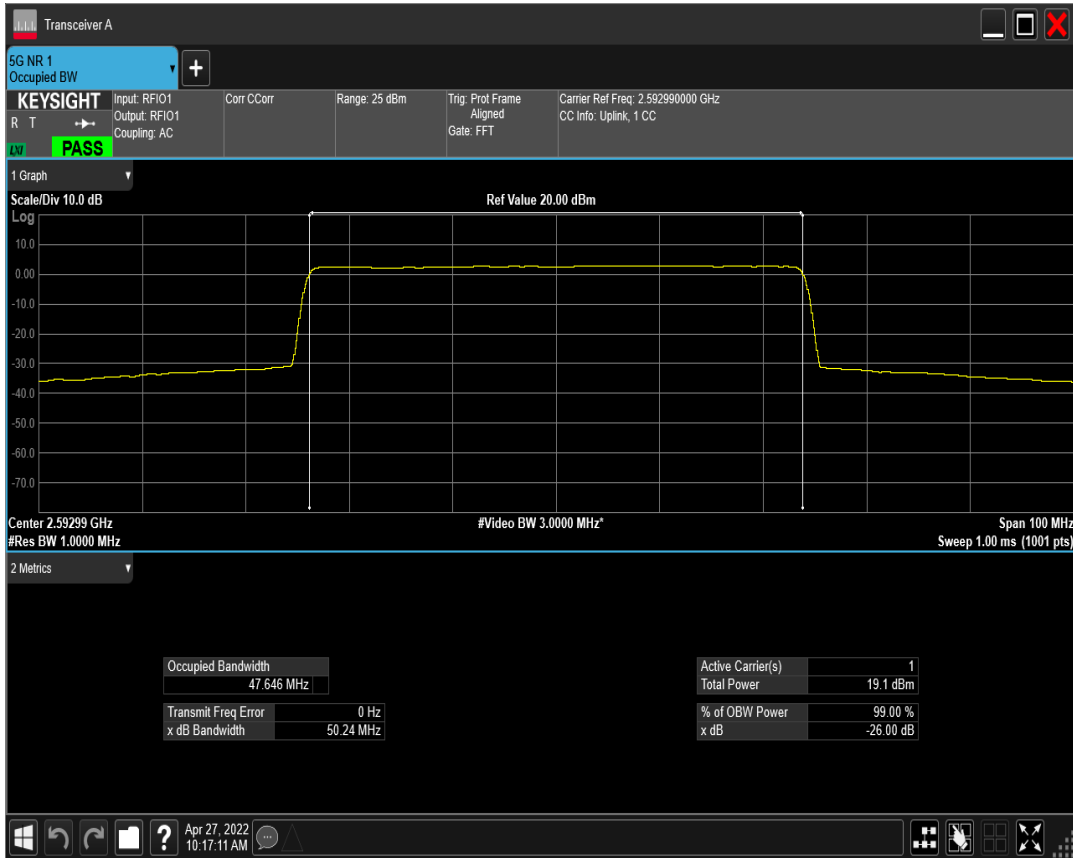 Transceiver A
5G NR 1
Occupied BW
+
KEYSIGHT
R T
LXI
PASS
Input: RFIO1
Output: RFIO1
Coupling: AC
Corr CCorr
Range: 25 dBm
Trig: Prot Frame
Aligned
Gate: FFT
Carrier Ref Freq: 2.592990000 GHz
CC Info: Uplink, 1 CC
1 Graph
Scale/Div 10.0 dB
Ref Value 20.00 dBm
Log
10.0
0.00
-10.0
-20.0
-30.0
-40.0
-50.0
-60.0
-70.0
Center 2.59299 GHz
#Video BW 3.0000 MHz*
Span 100 MHz
#Res BW 1.0000 MHz
Sweep 1.00 ms (1001 pts)
2 Metrics
Occupied Bandwidth
47.646 MHz
Transmit Freq Error 0 Hz
x dB Bandwidth 50.24 MHz
Active Carrier(s) 1
Total Power 19.1 dBm
% of OBW Power 99.00 %
x dB -26.00 dB
?
Apr 27, 2022
10:17:11 AM